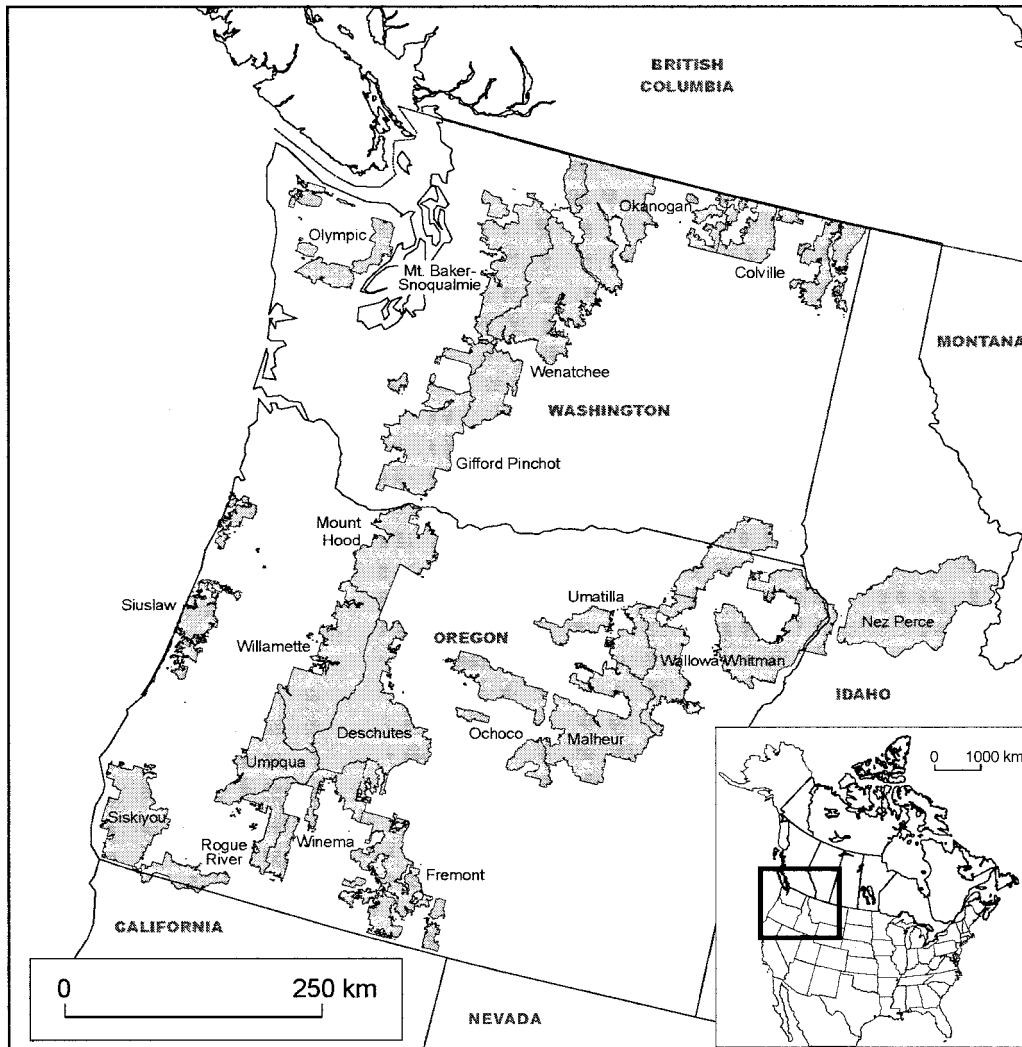 BRITISH
COLUMBIA
Okanogan
Olympic
Mt. Baker-
Snoqualmie
Colville
MONTANA
Wenatchee
WASHINGTON
Gifford Pinchot
Mount
Hood
Siuslaw
Umatilla
Nez Perce
Willamette
OREGON
Wallowa-Whitman
IDAHO
Deschutes
Ochoco
Malheur
Umpqua
0 1000 km
Siskiyou
Rogue
River
Winema
Fremont
CALIFORNIA
0 250 km
NEVADA